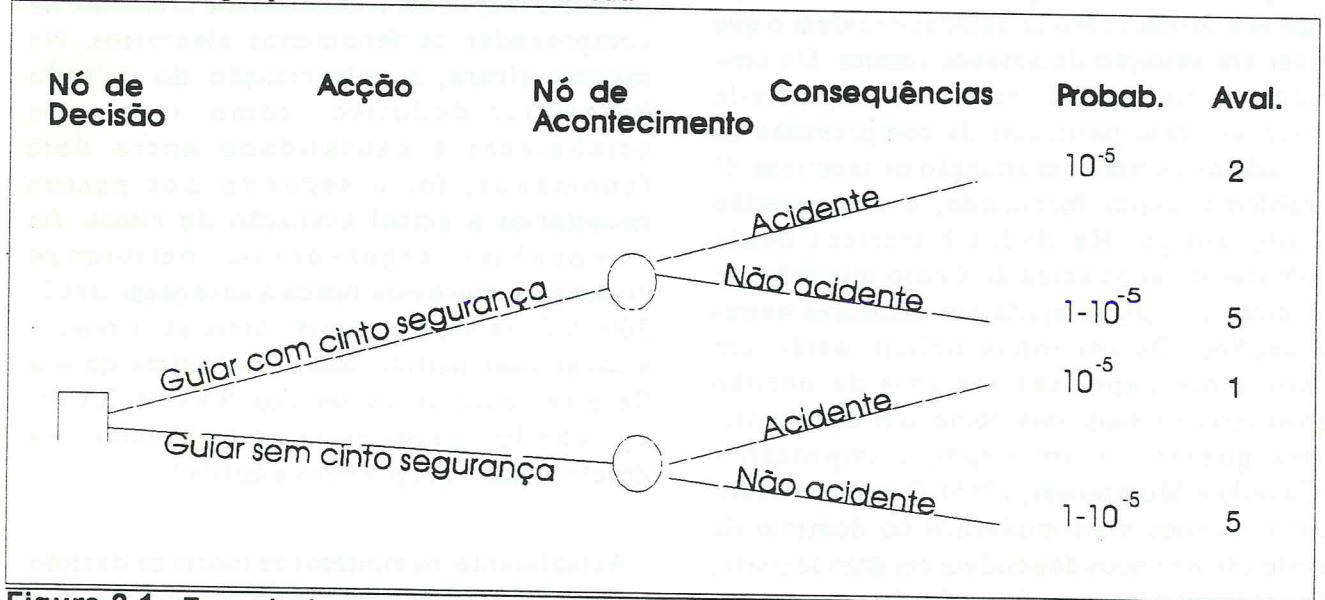 Nó de Decisão
Acção
Nó de Acontecimento
Consequências
Probab.
Aval.
Guiar com cinto segurança
Acidente
10⁻⁵
2
Não acidente
1-10⁻⁵
5
Guiar sem cinto segurança
Acidente
10⁻⁵
1
Não acidente
1-10⁻⁵
5